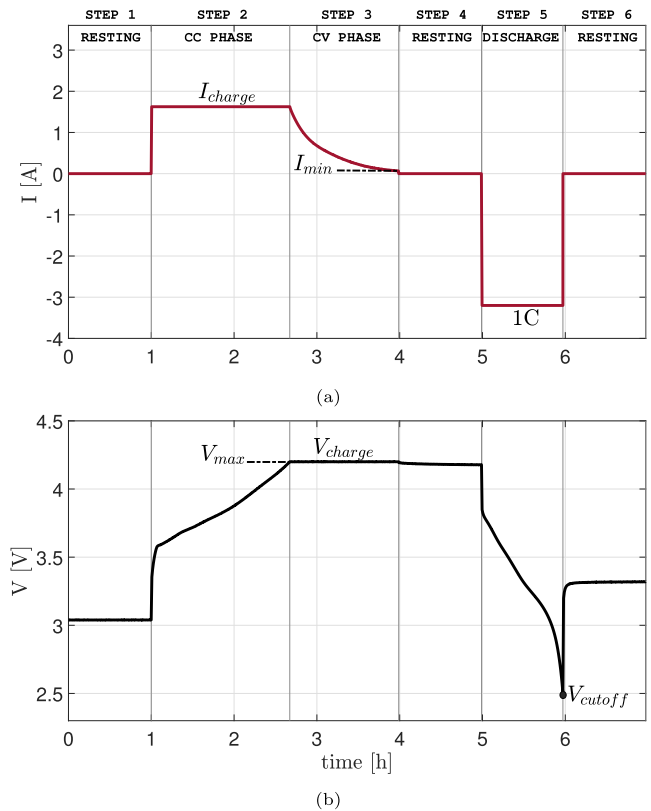 STEP 1 STEP 2 STEP 3 STEP 4 STEP 5 STEP 6
RESTING CC PHASE CV PHASE RESTING DISCHARGE RESTING
3
2
1
0
-1
-2
-3
-4
I [A]
I_charge
I_min
1C
0 1 2 3 4 5 6
(a)
4.5
4
3.5
3
2.5
V [V]
V_max
V_charge
V_cutoff
0 1 2 3 4 5 6
time [h]
(b)